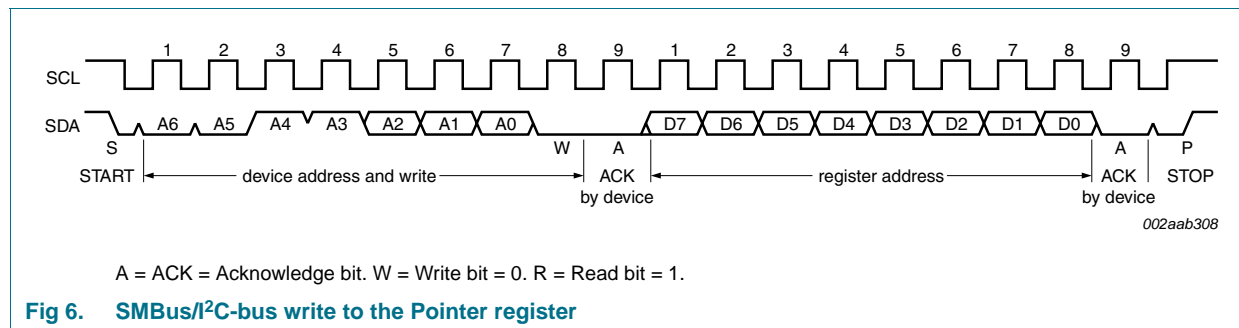 1 2 3 4 5 6 7 8 9 1 2 3 4 5 6 7 8 9
SCL
SDA A6 A5 A4 A3 A2 A1 A0 D7 D6 D5 D4 D3 D2 D1 D0
S W A A P
START device address and write ACK register address ACK STOP
by device by device
002aab308
A = ACK = Acknowledge bit. W = Write bit = 0. R = Read bit = 1.
Fig 6. SMBus/I²C-bus write to the Pointer register